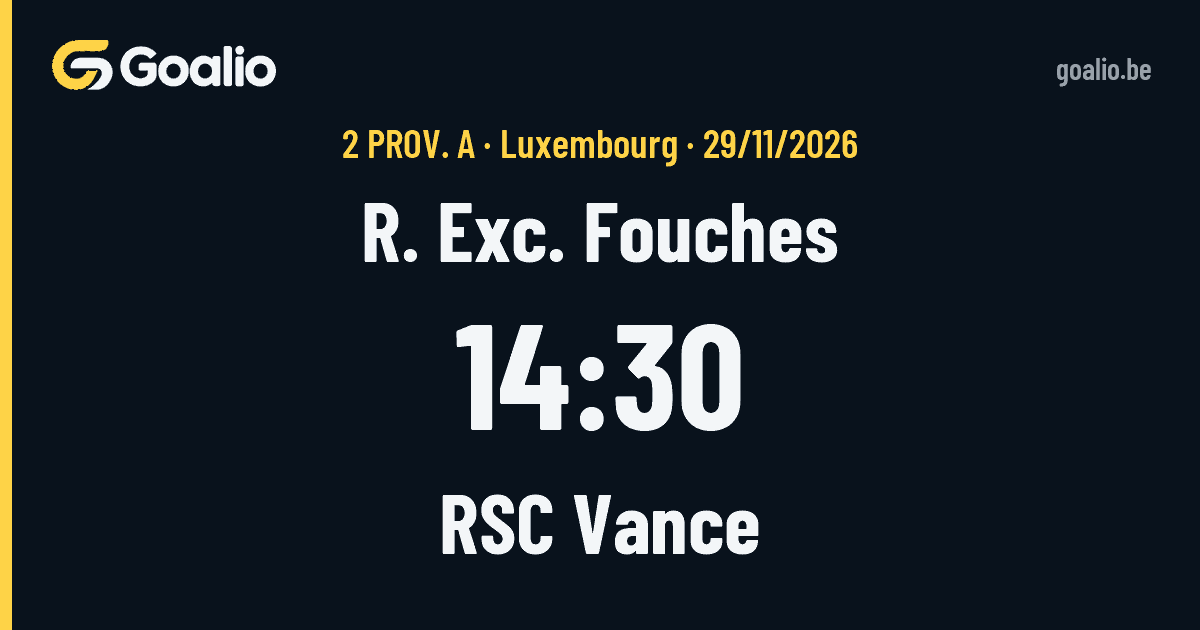 Goalio
goalio.be
2 PROV. A · Luxembourg · 29/11/2026
R. Exc. Fouches
14:30
RSC Vance